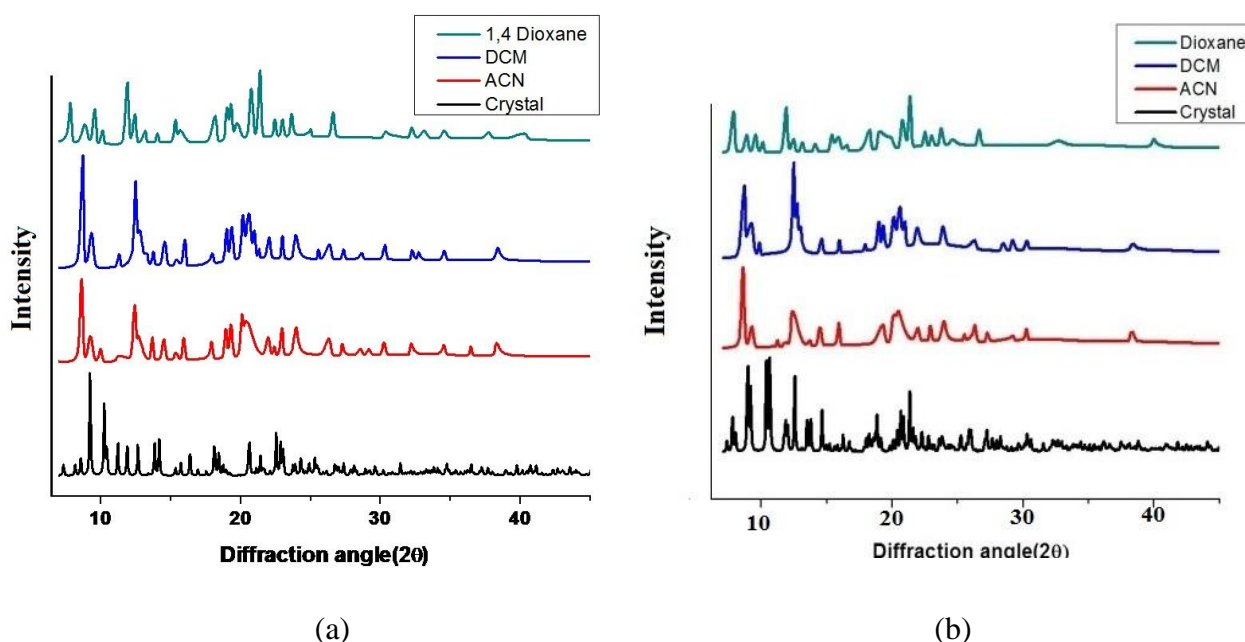 1,4 Dioxane
DCM
ACN
Crystal
Intensity
10 20 30 40
Diffraction angle(2θ)
(a)
Dioxane
DCM
ACN
Crystal
Intensity
10 20 30 40
Diffraction angle(2θ)
(b)